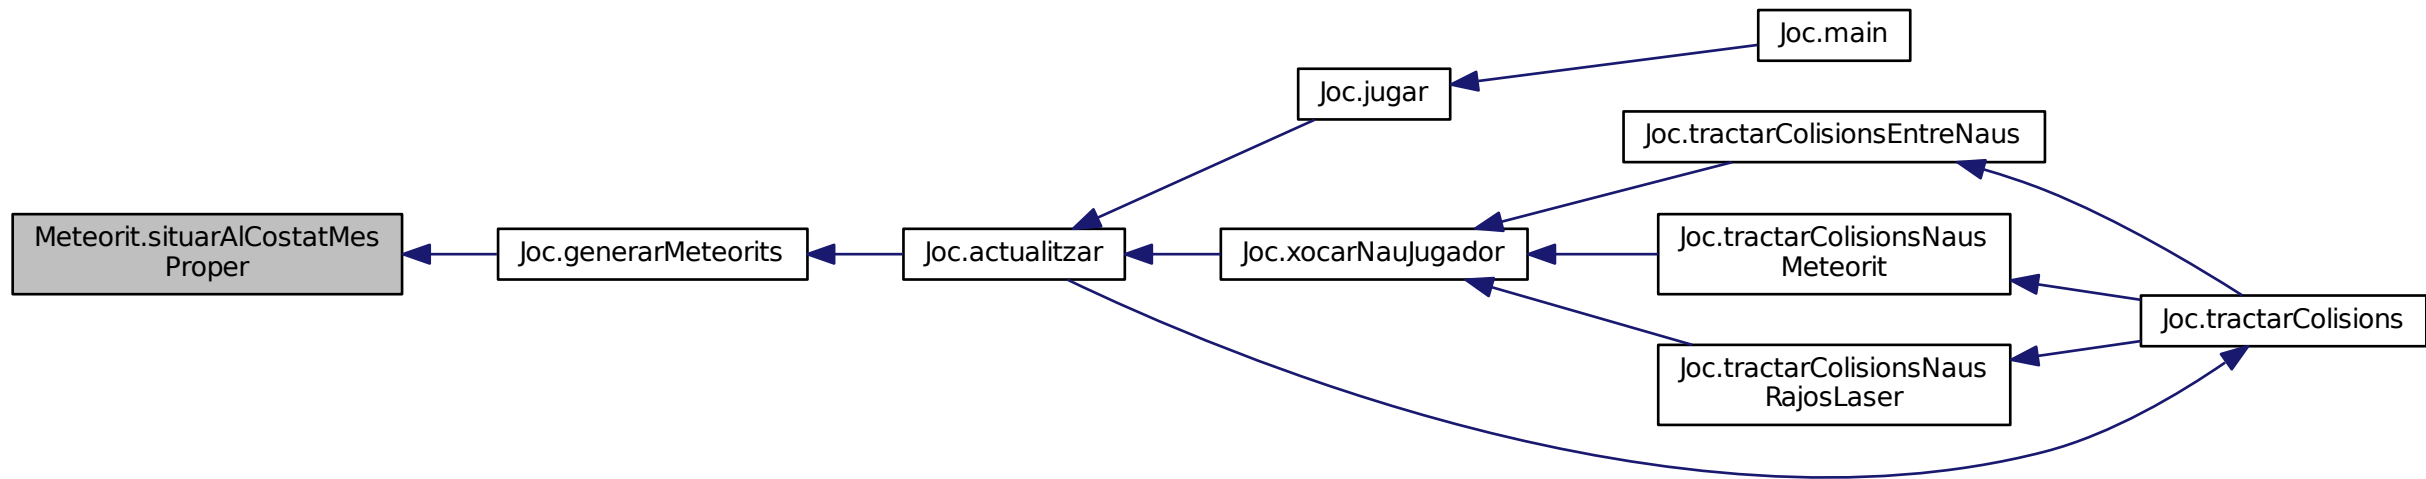 Joc.main
Joc.jugar
Joc.tractarColisionsEntreNaus
Meteorit.situarAlCostatMes
Proper
Joc.generarMeteorits
Joc.actualitzar
Joc.xocarNauJugador
Joc.tractarColisionsNaus
Meteorit
Joc.tractarColisions
Joc.tractarColisionsNaus
RajosLaser